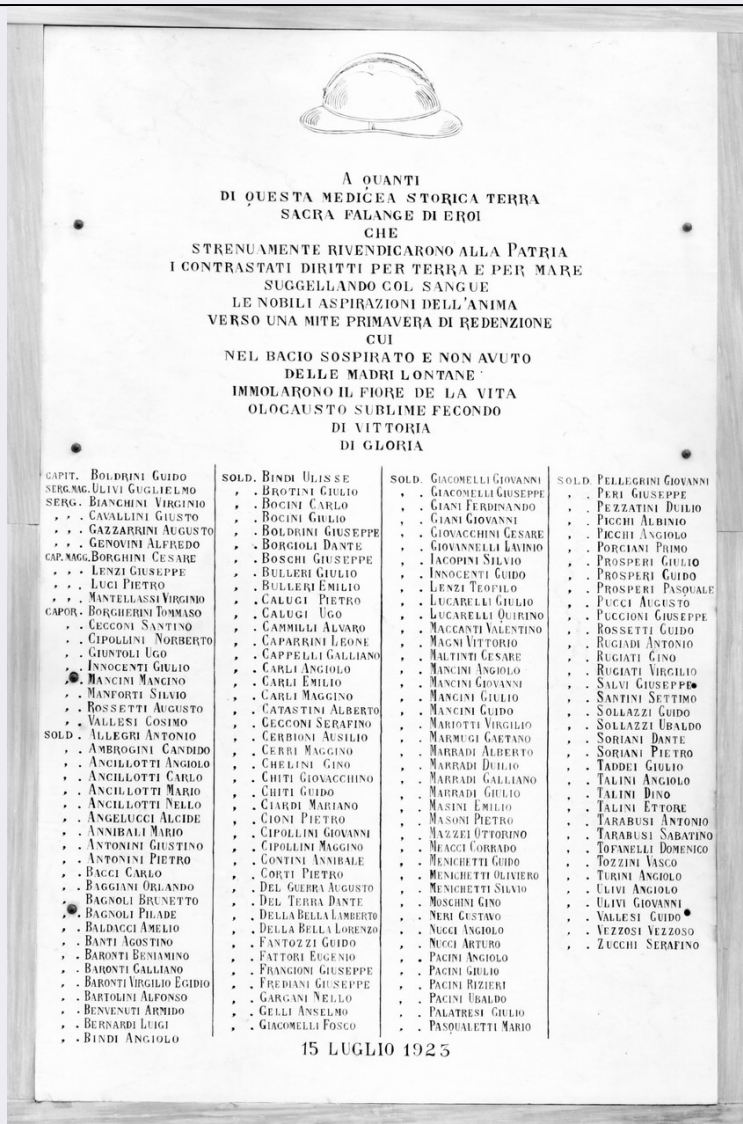 A QUANTI
DI QUESTA MEDICEA STORICA TERRA
SACRA FALANGE DI EROI
CHE
STRENUAMENTE RIVENDICARONO ALLA PATRIA
I CONTRASTATI DIRITTI PER TERRA E PER MARE
SUGGELLANDO COL SANGUE
LE NOBILI ASPIRAZIONI DELL'ANIMA
VERSO UNA MITE PRIMAVERA DI REDENZIONE
CUI
NEL BACIO SOSPIRATO E NON AVUTO
DELLE MADRI LONTANE
IMMOLARONO IL FIORE DE LA VITA
OLOCAUSTO SUBLIME FECONDO
DI VITTORIA
DI GLORIA
CAPIT. BOLDRINI GUIDO
SERG.MAG. ULIVI GUGLIELMO
SERG. BIANCHINI VIRGINIO
, , . CAVALLINI GIUSTO
, , . GAZZARRINI AUGUSTO
, , . GENOVINI ALFREDO
CAP.MAGG. BORGHINI CESARE
, , . LENZI GIUSEPPE
, , . LUCI PIETRO
, , . MANTELLASSI VIRGINIO
CAPOR. BORGHERINI TOMMASO
, . CECCONI SANTINO
, . CIPOLLINI NORBERTO
, . GIUNTOLI UGO
, . INNOCENTI GIULIO
, . MANCINI MANCINO
, . MANFORTI SILVIO
, . ROSSETTI AUGUSTO
, . VALLESI COSIMO
SOLD. ALLEGRI ANTONIO
, . AMBROGINI CANDIDO
, . ANCILLOTTI ANGIOLO
, . ANCILLOTTI CARLO
, . ANCILLOTTI MARIO
, . ANCILLOTTI NELLO
, . ANGELUCCI ALCIDE
, . ANNIBALI MARIO
, . ANTONINI GIUSTINO
, . ANTONINI PIETRO
, . BACCI CARLO
, . BAGGIANI ORLANDO
, . BAGNOLI BRUNETTO
, . BAGNOLI PILADE
, . BALDACCI AMELIO
, . BANTI AGOSTINO
, . BARONTI BENIAMINO
, . BARONTI GALLIANO
, . BARONTI VIRGILIO EGIDIO
, . BARTOLINI ALFONSO
, . BENVENUTI ARMIDO
, . BERNARDI LUIGI
, . BINDI ANGIOLO
SOLD. BINDI ULISSE
, . BROTINI GIULIO
, . BOCINI CARLO
, . BOCINI GIULIO
, . BOLDRINI GIUSEPPE
, . BORGIOLI DANTE
, . BOSCHI GIUSEPPE
, . BULLERI GIULIO
, . BULLERI EMILIO
, . CALUGI PIETRO
, . CALUGI UGO
, . CAMMILLI ALVARO
, . CAPARRINI LEONE
, . CAPPELLI GALLIANO
, . CARLI ANGIOLO
, . CARLI EMILIO
, . CARLI MAGGINO
, . CATASTINI ALBERTO
, . CECCONI SERAFINO
, . CERBIONI AUSILIO
, . CERRI MAGGINO
, . CHELINI GINO
, . CHITI GIOVACCHINO
, . CHITI GUIDO
, . CIARDI MARIANO
, . CIONI PIETRO
, . CIPOLLINI GIOVANNI
, . CIPOLLINI MAGGINO
, . CONTINI ANNIBALE
, . CORTI PIETRO
, . DEL GUERRA AUGUSTO
, . DEL TERRA DANTE
, . DELLA BELLA LAMBERTO
, . DELLA BELLA LORENZO
, . FANTOZZI GUIDO
, . FATTORI EUGENIO
, . FRANGIONI GIUSEPPE
, . FREDIANI GIUSEPPE
, . GARGANI NELLO
, . GELLI ANSELMO
, . GIACOMELLI FOSCO
SOLD. GIACOMELLI GIOVANNI
, . GIACOMELLI GIUSEPPE
, . GIANI FERDINANDO
, . GIANI GIOVANNI
, . GIOVACCHINI CESARE
, . GIOVANNELLI LAVINIO
, . IACOPINI SILVIO
, . INNOCENTI GUIDO
, . LENZI TEOFILO
, . LUCARELLI GIULIO
, . LUCARELLI QUIRINO
, . MACCANTI VALENTINO
, . MAGNI VITTORIO
, . MALTINTI CESARE
, . MANCINI ANGIOLO
, . MANCINI GIOVANNI
, . MANCINI GIULIO
, . MANCINI GUIDO
, . MARIOTTI VIRGILIO
, . MARMUGI GAETANO
, . MARRADI ALBERTO
, . MARRADI DUILIO
, . MARRADI GALLIANO
, . MARRADI GIULIO
, . MASINI EMILIO
, . MASONI PIETRO
, . MAZZEI OTTORINO
, . NEACCI CORRADO
, . MENICHETTI GUIDO
, . MENICHETTI OLIVIERO
, . MENICHETTI SILVIO
, . MOSCHINI GINO
, . NERI GUSTAVO
, . NUCCI ANGIOLO
, . NUCCI ARTURO
, . PACINI ANGIOLO
, . PACINI GIULIO
, . PACINI RIZIERI
, . PACINI UBALDO
, . PALATRESI GIULIO
, . PASQUALETTI MARIO
SOLD. PELLEGRINI GIOVANNI
, . PERI GIUSEPPE
, . PEZZATINI DUILIO
, . PICCHI ALBINIO
, . PICCHI ANGIOLO
, . PORCIANI PRIMO
, . PROSPERI GIULIO
, . PROSPERI GUIDO
, . PROSPERI PASQUALE
, . PUCCI AUGUSTO
, . PUCCIONI GIUSEPPE
, . ROSSETTI GUIDO
, . RUGIADI ANTONIO
, . RUGIATI GINO
, . RUGIATI VIRGILIO
, . SALVI GIUSEPPE
, . SANTINI SETTIMO
, . SOLLAZZI GUIDO
, . SOLLAZZI UBALDO
, . SORIANI DANTE
, . SORIANI PIETRO
, . TADDEI GIULIO
, . TALINI ANGIOLO
, . TALINI DINO
, . TALINI ETTORE
, . TARABUSI ANTONIO
, . TARABUSI SABATINO
, . TOFANELLI DOMENICO
, . TOZZINI VASCO
, . TURINI ANGIOLO
, . ULIVI ANGIOLO
, . ULIVI GIOVANNI
, . VALLESI GUIDO
, . VEZZOSI VEZZOSO
, . ZUCCHI SERAFINO
15 LUGLIO 1923